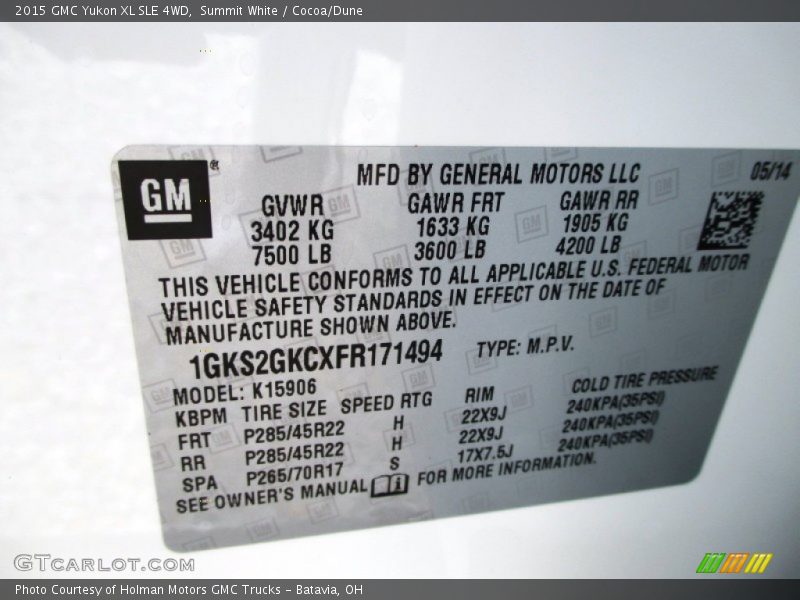 2015 GMC Yukon XL SLE 4WD, Summit White / Cocoa/Dune
GM®
MFD BY GENERAL MOTORS LLC 05/14
GVWR GAWR FRT GAWR RR
3402 KG 1633 KG 1905 KG
7500 LB 3600 LB 4200 LB
THIS VEHICLE CONFORMS TO ALL APPLICABLE U.S. FEDERAL MOTOR
VEHICLE SAFETY STANDARDS IN EFFECT ON THE DATE OF
MANUFACTURE SHOWN ABOVE.
1GKS2GKCXFR171494 TYPE: M.P.V.
MODEL: K15906
KBPM TIRE SIZE SPEED RTG RIM COLD TIRE PRESSURE
FRT P285/45R22 H 22X9J 240KPA(35PSI)
RR P285/45R22 H 22X9J 240KPA(35PSI)
SPA P265/70R17 S 17X7.5J 240KPA(35PSI)
SEE OWNER'S MANUAL i FOR MORE INFORMATION.
GTCARLOT.COM
Photo Courtesy of Holman Motors GMC Trucks - Batavia, OH